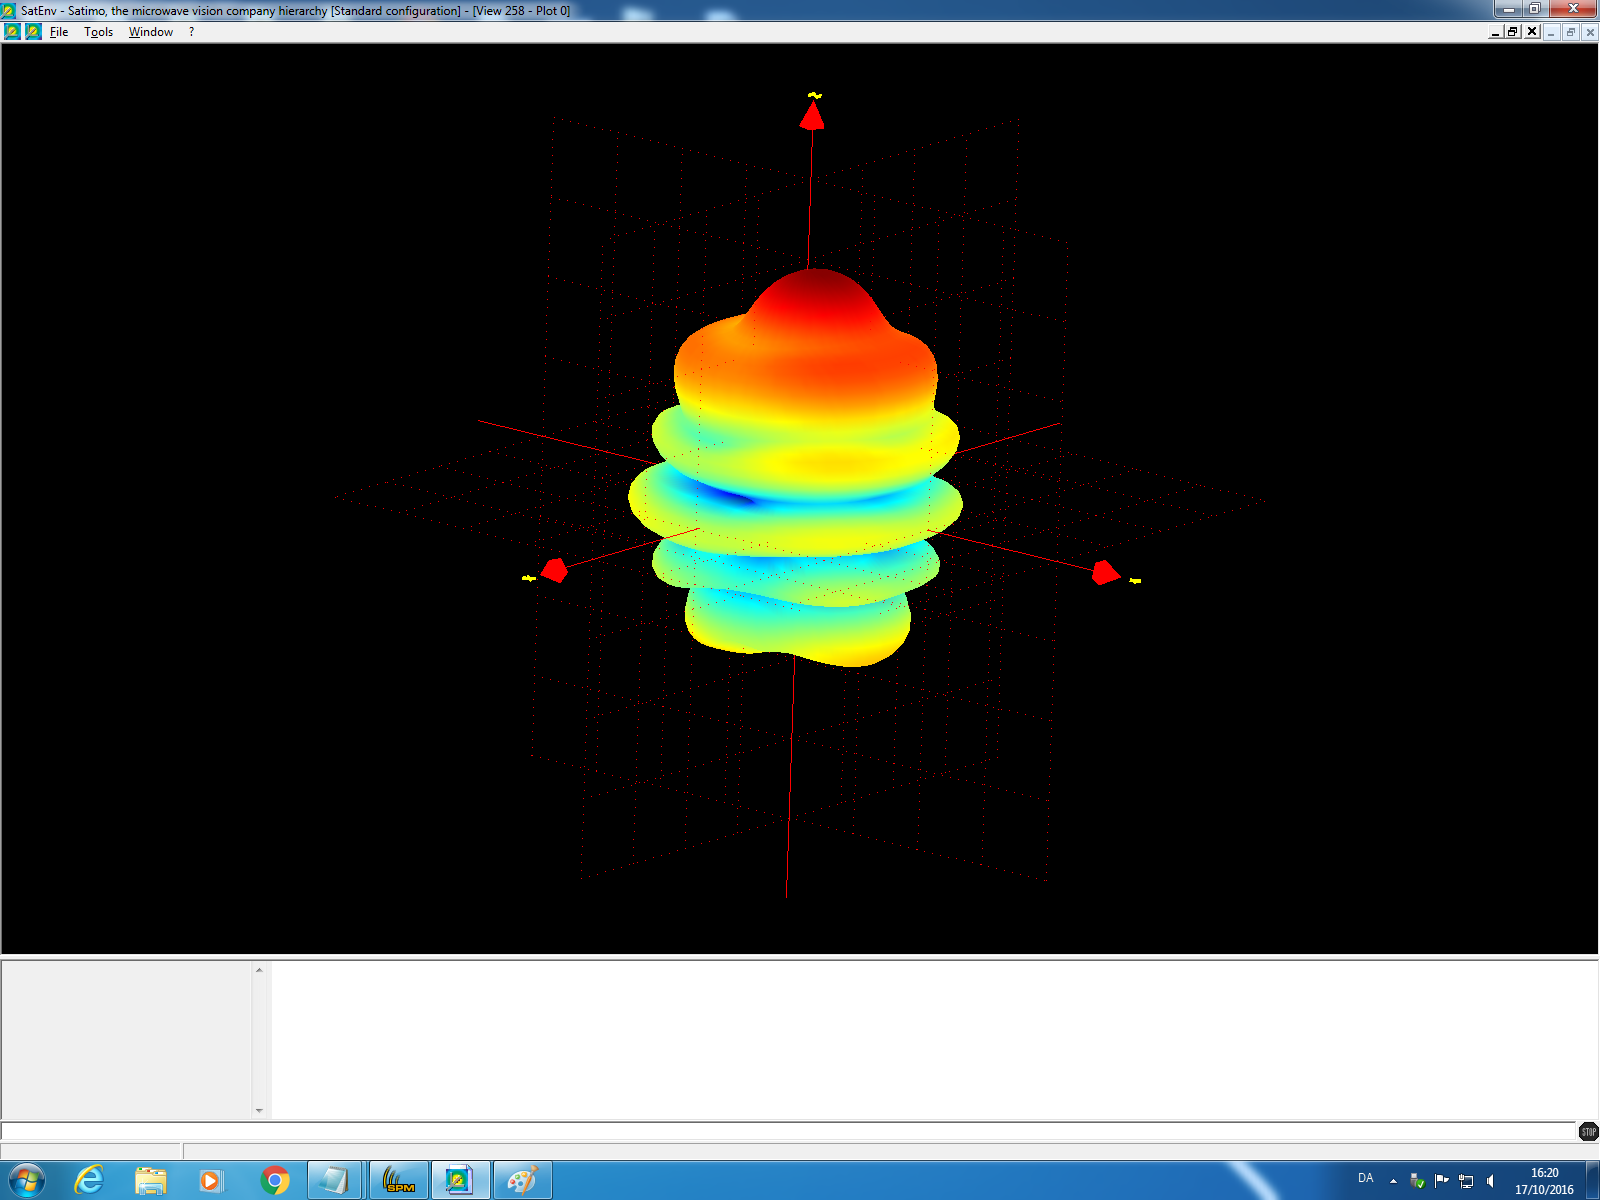 SatEnv - Satimo, the microwave vision company hierarchy [Standard configuration] - [View 258 - Plot 0]
File Tools Window ?
STOP
SPM
DA
16:20
17/10/2016